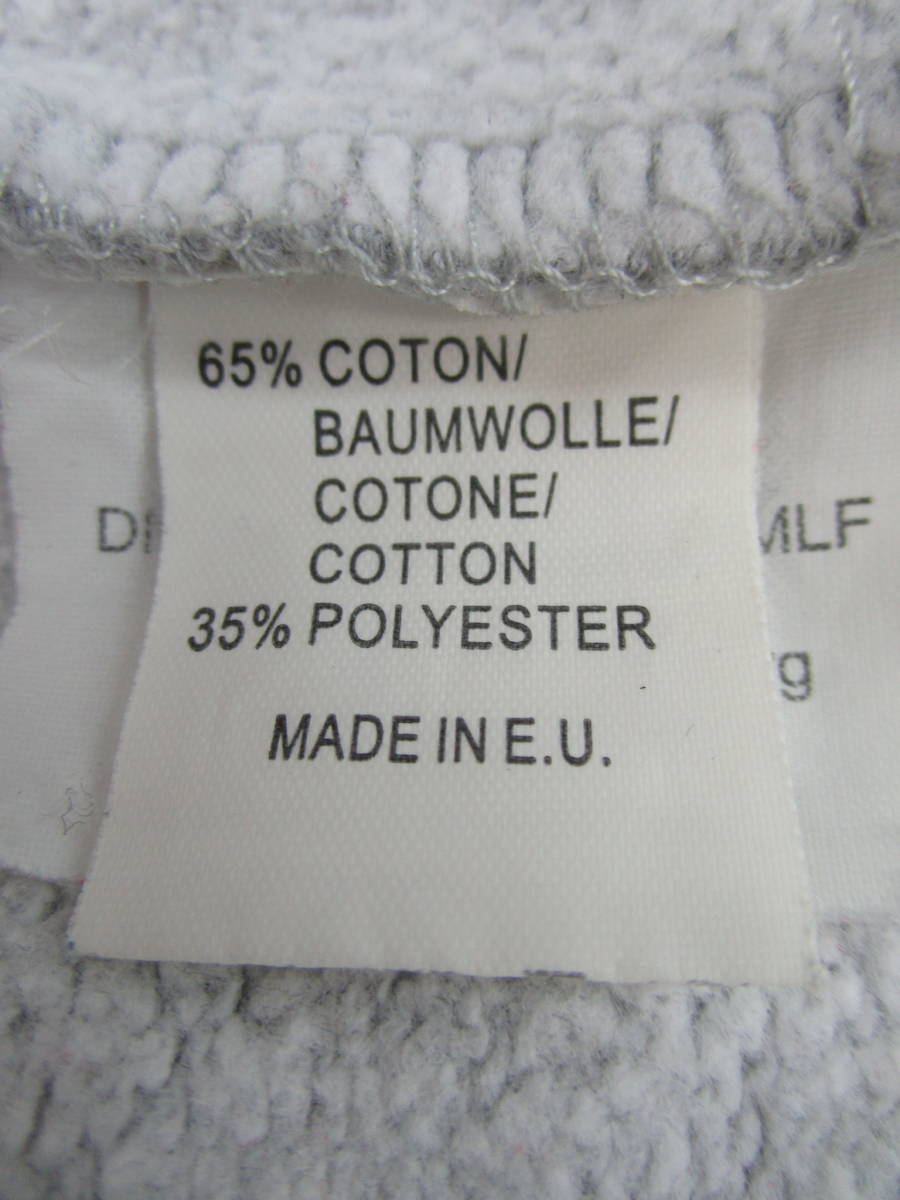 65% COTON/
BAUMWOLLE/
COTONE/
COTTON
35% POLYESTER
MADE IN E.U.